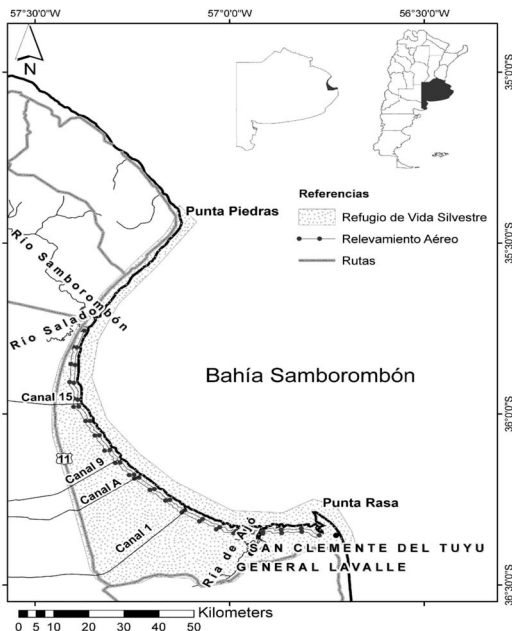 57°30'0"W
57°0'0"W
56°30'0"W
N
35°0'0"S
Referencias
Refugio de Vida Silvestre
Relevamiento Aéreo
Rutas
Punta Piedras
35°30'0"S
Río Samborombón
Río Salado
Bahía Samborombón
Canal 15
36°0'0"S
11
Canal 9
Canal A
Punta Rasa
Canal 1
Ría de Ajó
SAN CLEMENTE DEL TUYU
GENERAL LAVALLE
36°30'0"S
Kilometers
0 5 10 20 30 40 50